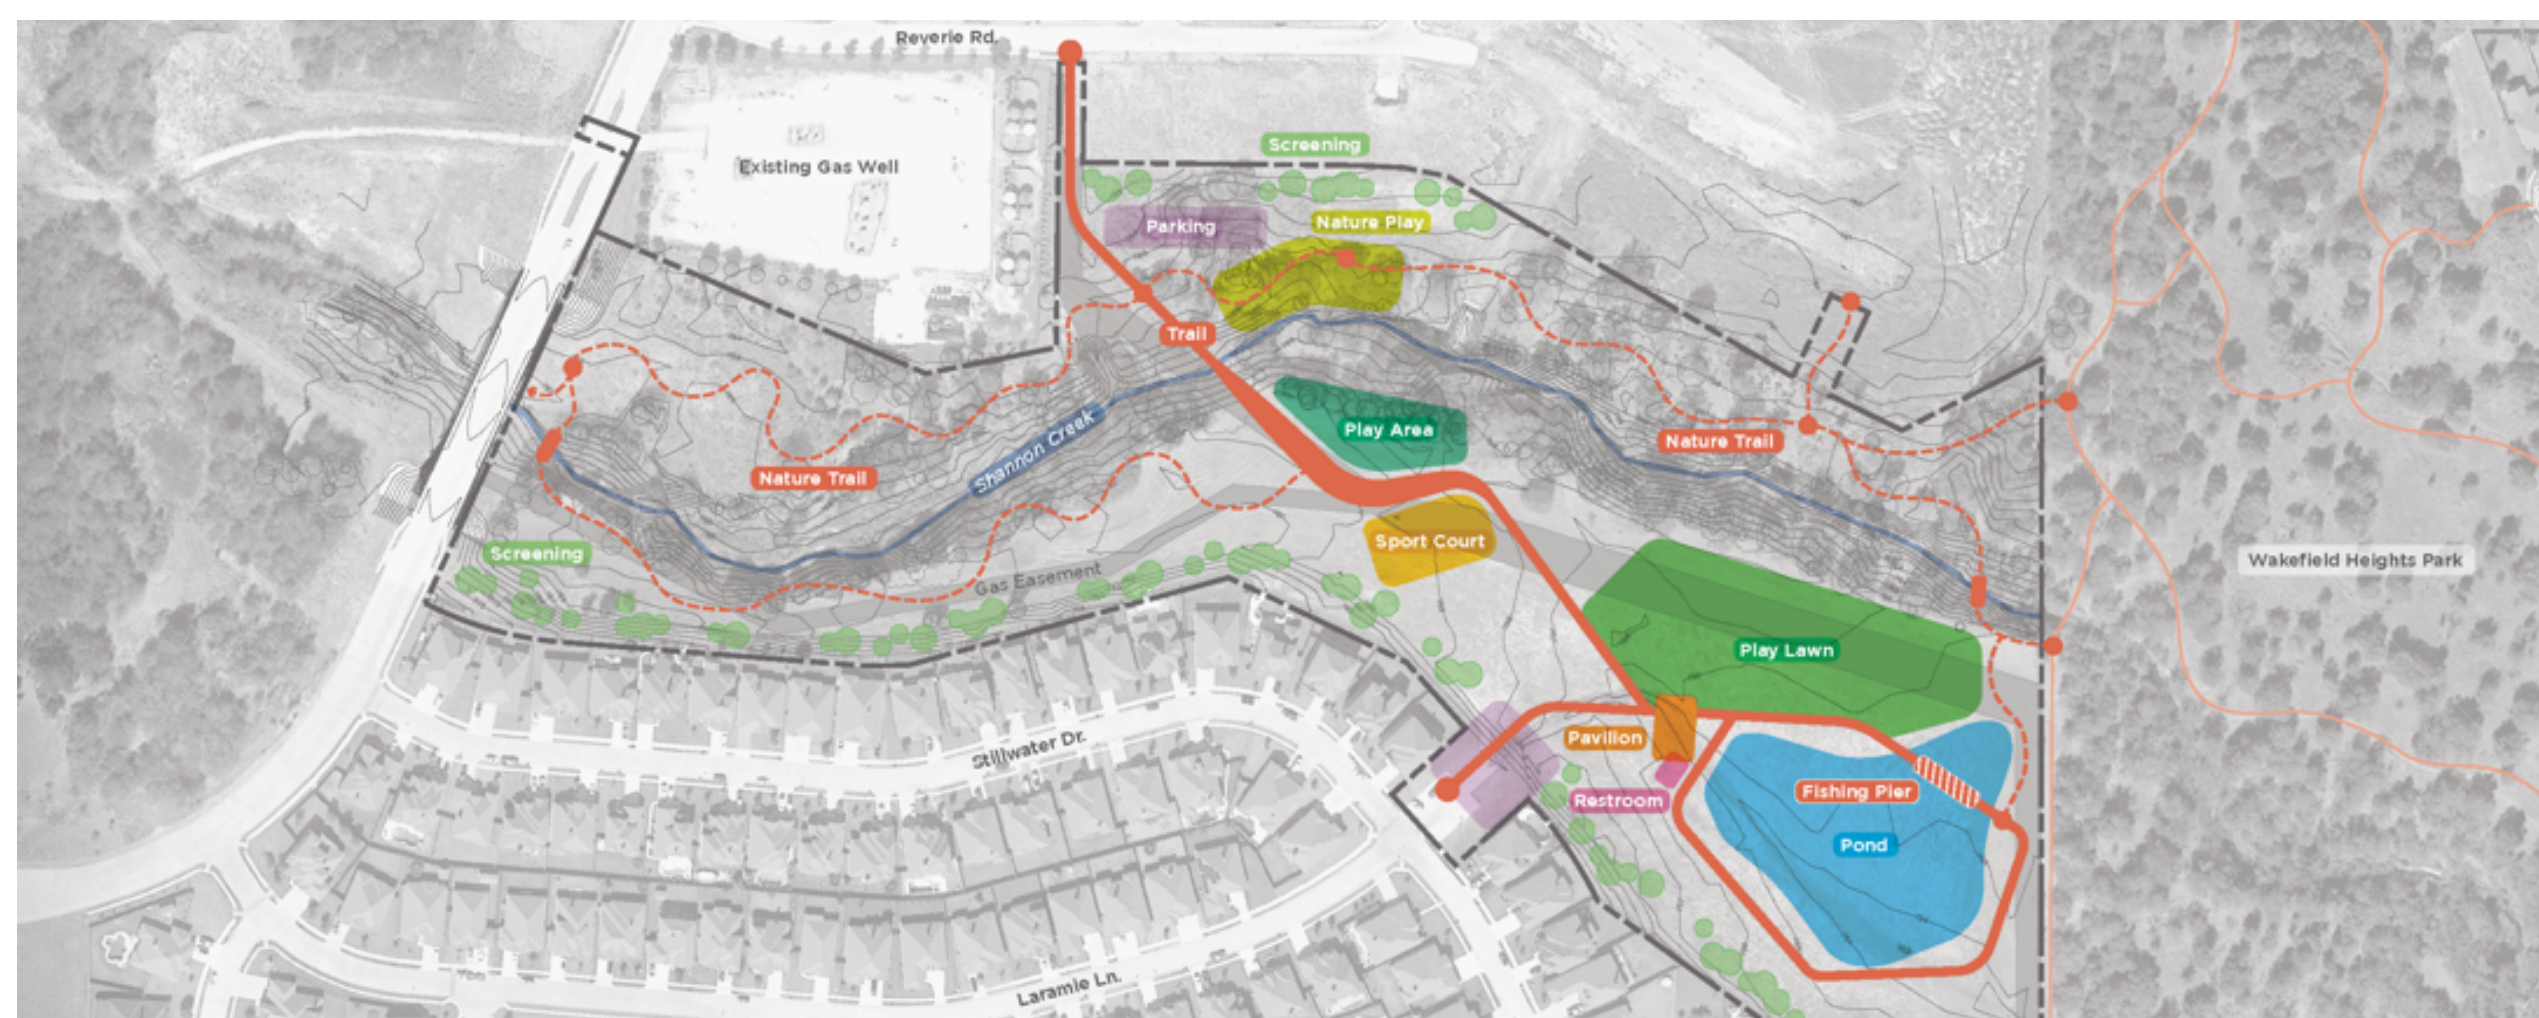 Reverie Rd.
Screening
Existing Gas Well
Parking
Nature Play
Trail
Play Area
Nature Trail
Shannon Creek
Nature Trail
Sport Court
Screening
Gas Easement
Wakefield Heights Park
Play Lawn
Stillwater Dr.
Pavilion
Fishing Pier
Restroom
Pond
Laramie Ln.